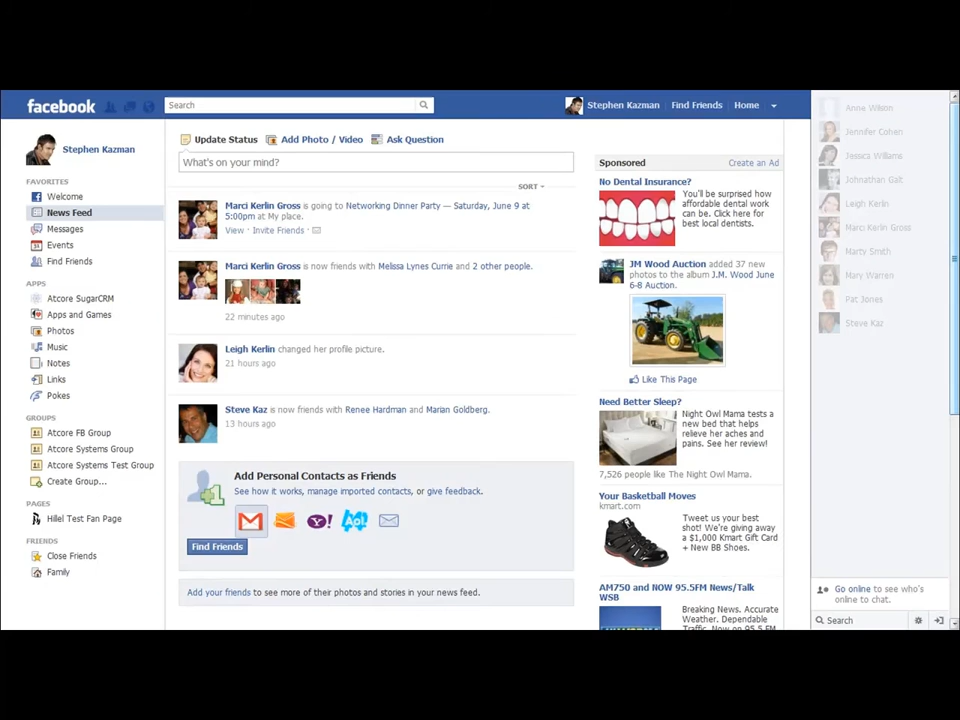 facebook
Search
Stephen Kazman
Find Friends
Home
Stephen Kazman
FAVORITES
Welcome
News Feed
Messages
Events
Find Friends
APPS
Atcore SugarCRM
Apps and Games
Photos
Music
Notes
Links
Pokes
GROUPS
Atcore FB Group
Atcore Systems Group
Atcore Systems Test Group
Create Group...
PAGES
Hillel Test Fan Page
FRIENDS
Close Friends
Family
Update Status
Add Photo / Video
Ask Question
What's on your mind?
SORT
Marci Kerlin Gross is going to Networking Dinner Party — Saturday, June 9 at
5:00pm at My place.
View · Invite Friends ·
Marci Kerlin Gross is now friends with Melissa Lynes Currie and 2 other people.
22 minutes ago
Leigh Kerlin changed her profile picture.
21 hours ago
Steve Kaz is now friends with Renee Hardman and Marian Goldberg.
13 hours ago
Add Personal Contacts as Friends
See how it works, manage imported contacts, or give feedback.
Y!
Aol
Find Friends
Add your friends to see more of their photos and stories in your news feed.
Sponsored
Create an Ad
No Dental Insurance?
You'll be surprised how
affordable dental work
can be. Click here for
best local dentists.
JM Wood Auction added 37 new
photos to the album J.M. Wood June
6-8 Auction.
Like This Page
Need Better Sleep?
Night Owl Mama tests a
new bed that helps
relieve her aches and
pains. See her review!
7,526 people like The Night Owl Mama.
Your Basketball Moves
kmart.com
Tweet us your best
shot! We're giving away
a $1,000 Kmart Gift Card
+ New BB Shoes.
AM750 and NOW 95.5FM News/Talk
WSB
Breaking News. Accurate
Weather. Dependable
Traffic. Now on 95.5 FM
Anne Wilson
Jennifer Cohen
Jessica Williams
Johnathan Galt
Leigh Kerlin
Marci Kerlin Gross
Marty Smith
Mary Warren
Pat Jones
Steve Kaz
Go online to see who's
online to chat.
Search